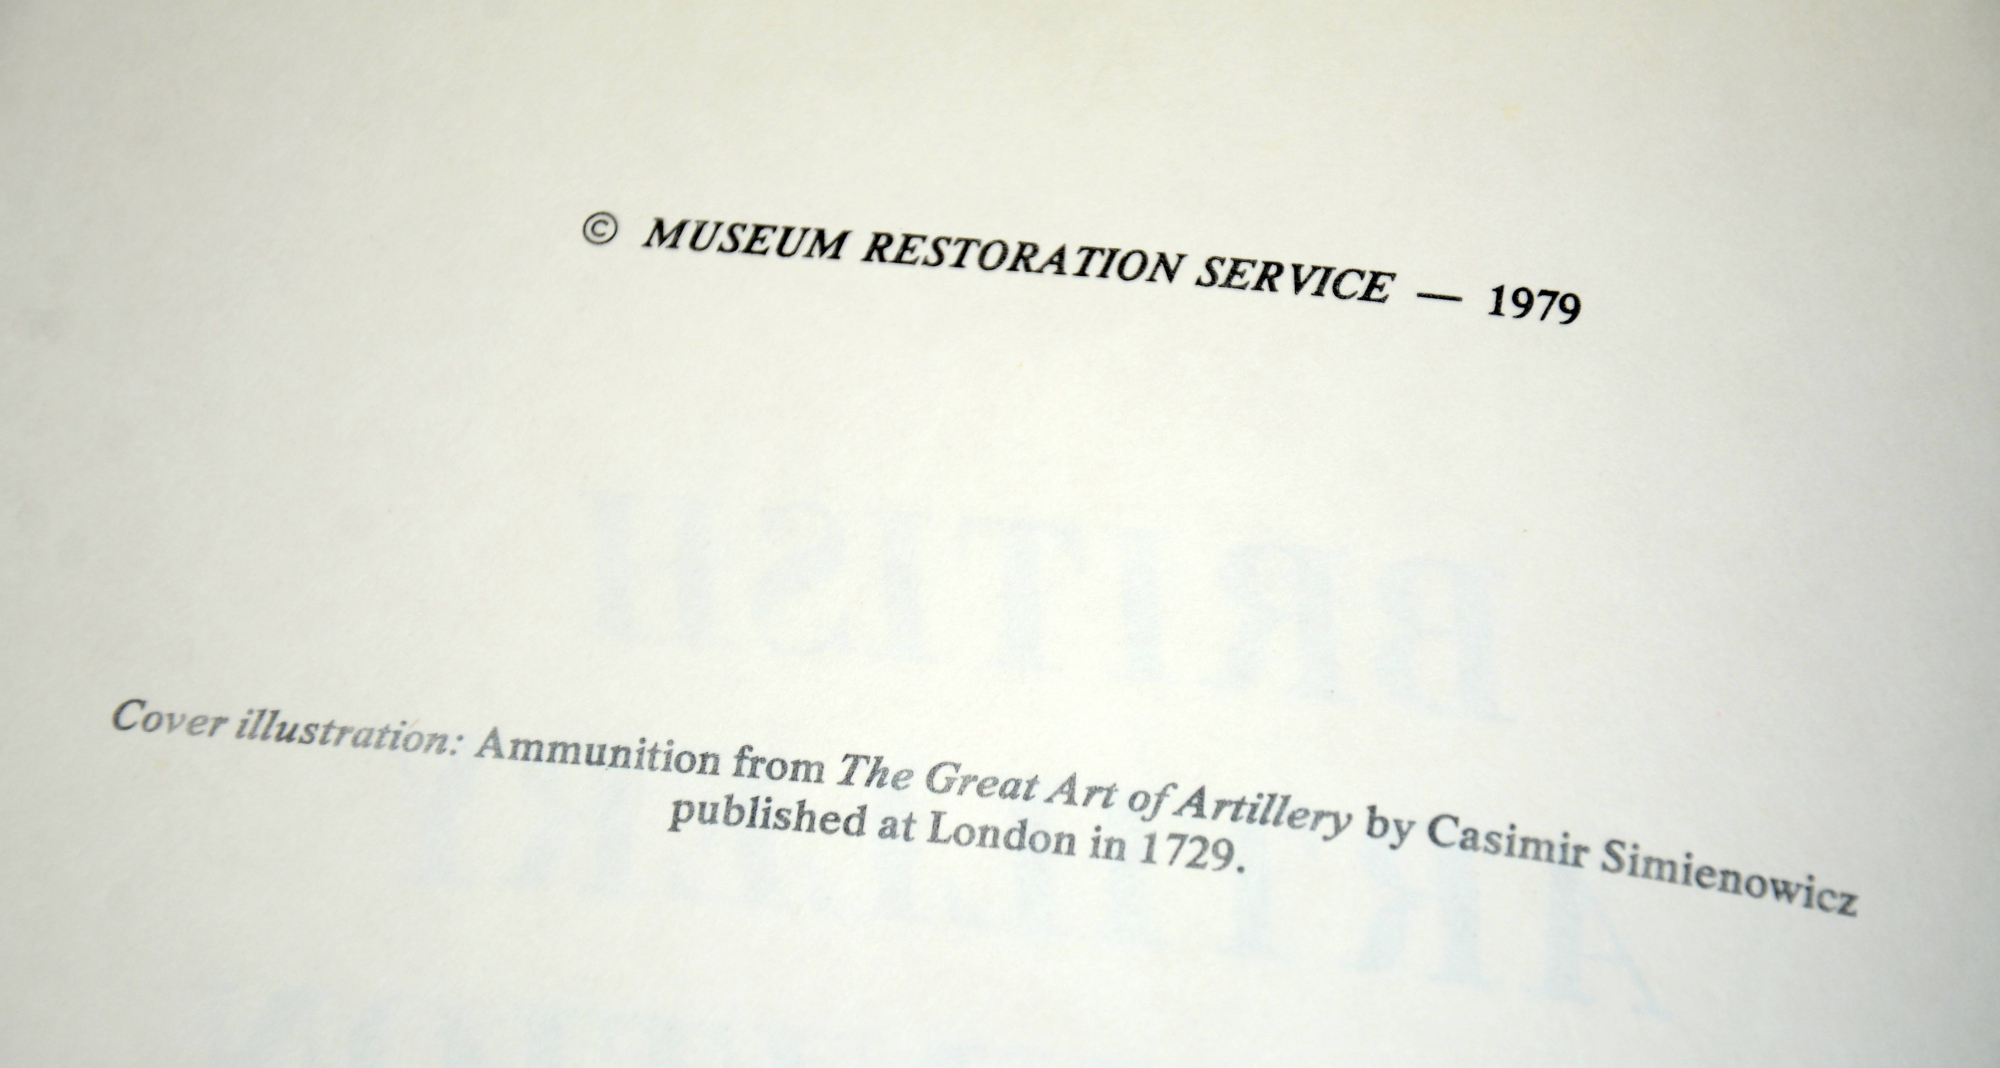 © MUSEUM RESTORATION SERVICE — 1979
BRITISH
Cover illustration: Ammunition from The Great Art of Artillery by Casimir Simienowicz
published at London in 1729.